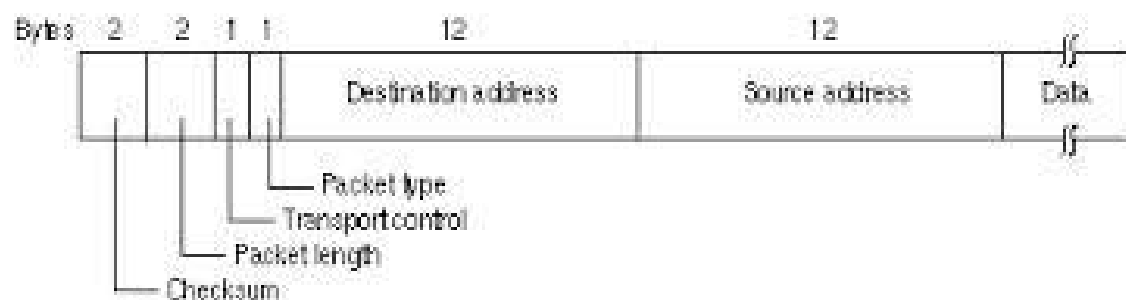 Bytes 2 2 1 1 12 12
Destination address Source address Data
Packet type
Transport control
Packet length
Checksum